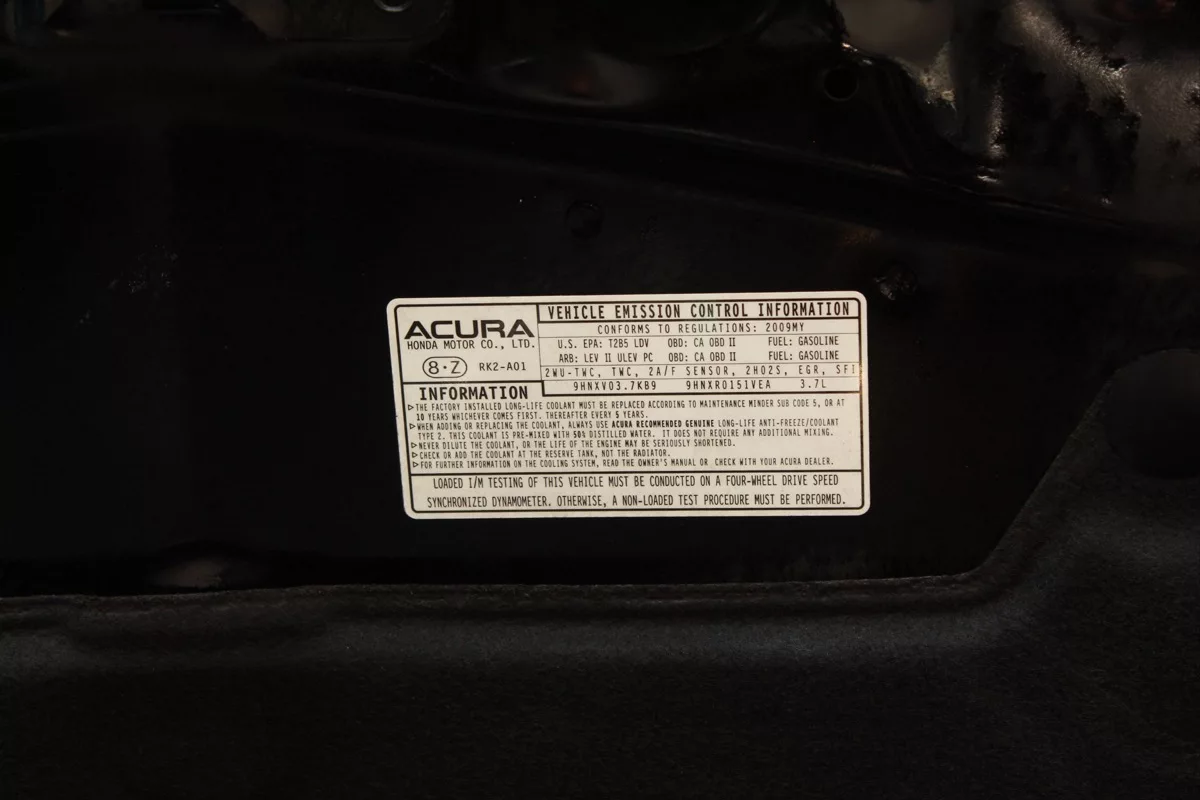 ACURA
HONDA MOTOR CO., LTD.
8·Z RK2-A01
VEHICLE EMISSION CONTROL INFORMATION
CONFORMS TO REGULATIONS: 2009MY
U.S. EPA: T2B5 LDV OBD: CA OBD II FUEL: GASOLINE
ARB: LEV II ULEV PC OBD: CA OBD II FUEL: GASOLINE
2WU-TWC, TWC, 2A/F SENSOR, 2HO2S, EGR, SFI
9HNXV03.7KB9 9HNXR0151VEA 3.7L
INFORMATION
▷THE FACTORY INSTALLED LONG-LIFE COOLANT MUST BE REPLACED ACCORDING TO MAINTENANCE MINDER SUB CODE 5, OR AT
10 YEARS WHICHEVER COMES FIRST. THEREAFTER EVERY 5 YEARS.
▷WHEN ADDING OR REPLACING THE COOLANT, ALWAYS USE ACURA RECOMMENDED GENUINE LONG-LIFE ANTI-FREEZE/COOLANT
TYPE 2. THIS COOLANT IS PRE-MIXED WITH 50% DISTILLED WATER. IT DOES NOT REQUIRE ANY ADDITIONAL MIXING.
▷NEVER DILUTE THE COOLANT, OR THE LIFE OF THE ENGINE MAY BE SERIOUSLY SHORTENED.
▷CHECK OR ADD THE COOLANT AT THE RESERVE TANK, NOT THE RADIATOR.
▷FOR FURTHER INFORMATION ON THE COOLING SYSTEM, READ THE OWNER'S MANUAL OR CHECK WITH YOUR ACURA DEALER.
LOADED I/M TESTING OF THIS VEHICLE MUST BE CONDUCTED ON A FOUR-WHEEL DRIVE SPEED
SYNCHRONIZED DYNAMOMETER. OTHERWISE, A NON-LOADED TEST PROCEDURE MUST BE PERFORMED.